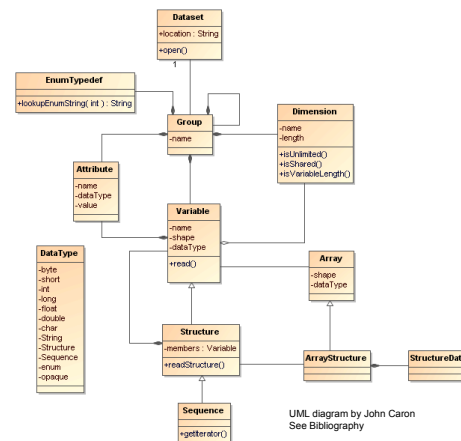 Dataset
+location : String
+open()
1
EnumTypedef
+lookupEnumString( int ) : String
Group
-name
Dimension
-name
-length
+isUnlimited()
+isShared()
+isVariableLength()
Attribute
-name
-dataType
-value
Variable
-name
-shape
-dataType
+read()
DataType
-byte
-short
-int
-long
-float
-double
-char
-String
-Structure
-Sequence
-enum
-opaque
Array
-shape
-dataType
Structure
-members : Variable
+readStructure()
ArrayStructure
StructureDat
Sequence
+getIterator()
UML diagram by John Caron
See Bibliography